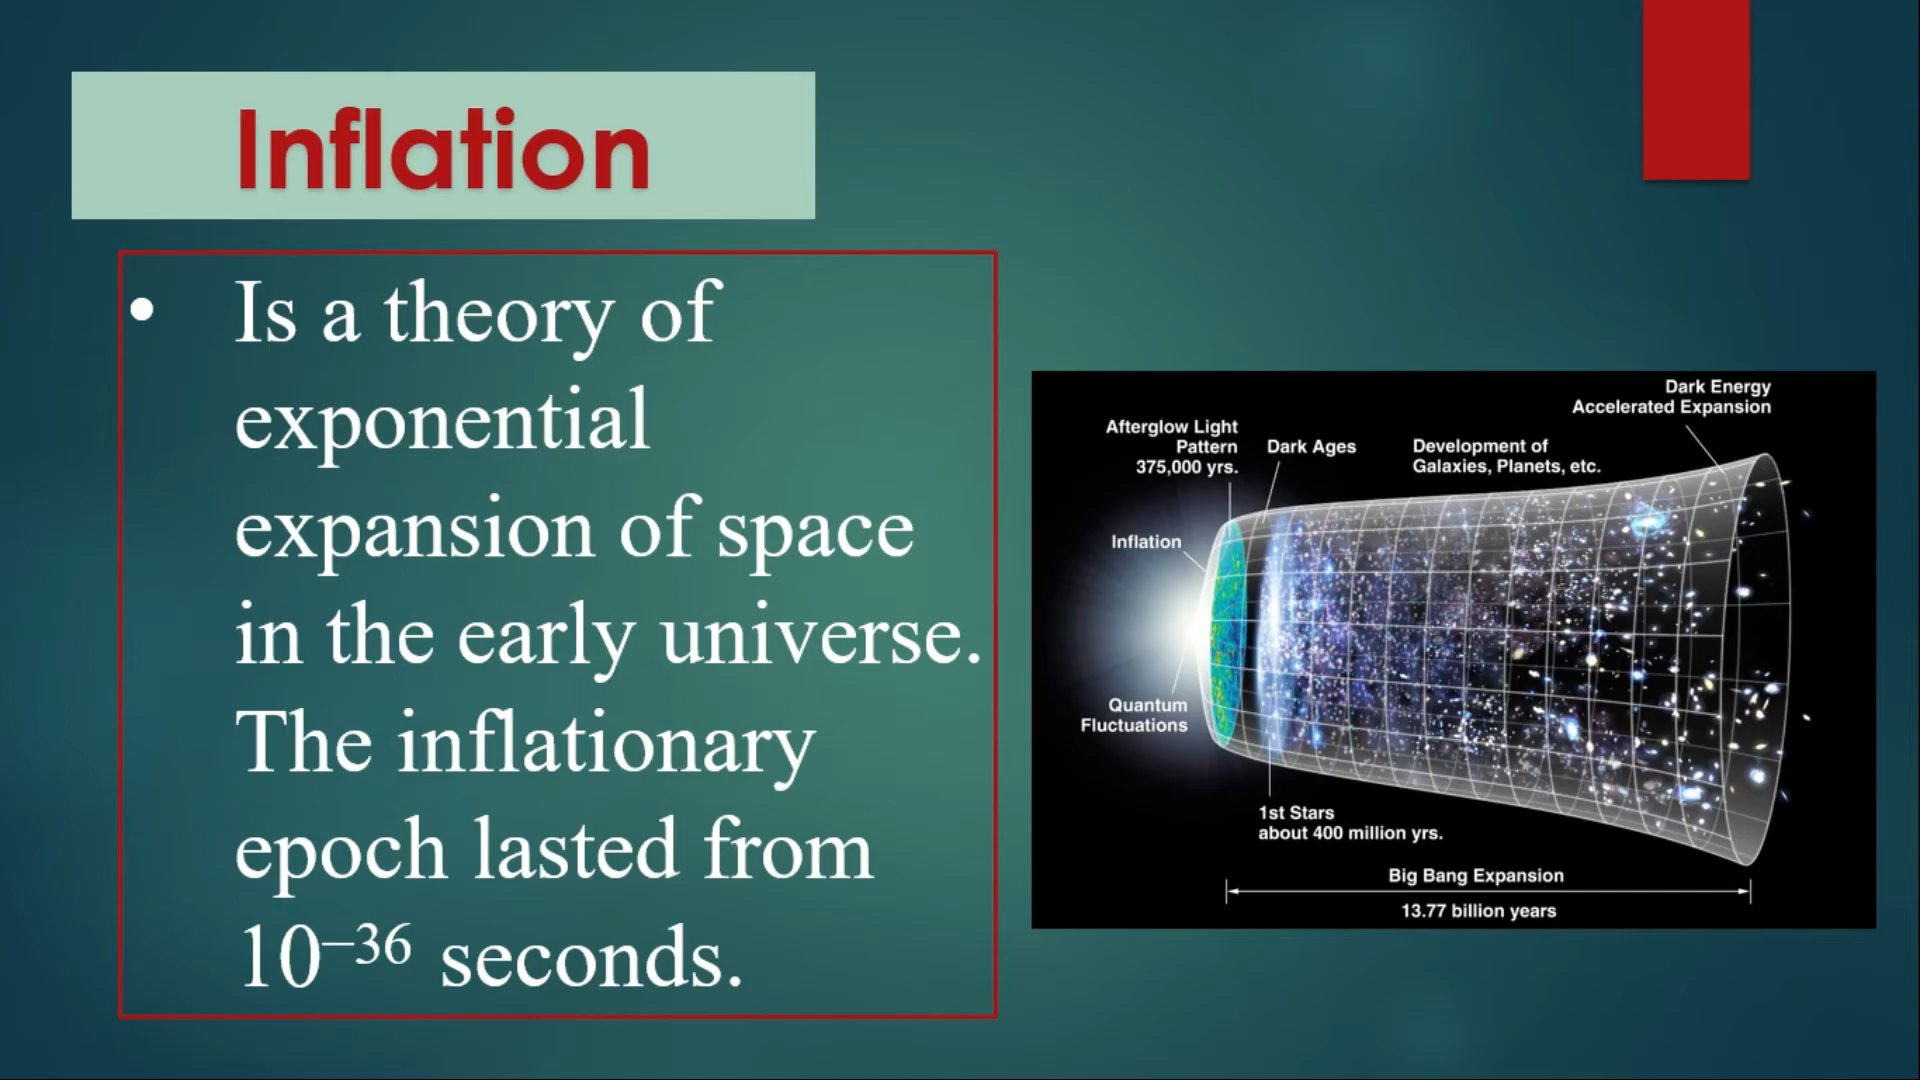 Inflation
• Is a theory of
exponential
expansion of space
in the early universe.
The inflationary
epoch lasted from
10⁻³⁶ seconds.
Dark Energy
Accelerated Expansion
Afterglow Light
Pattern
375,000 yrs.
Dark Ages
Development of
Galaxies, Planets, etc.
Inflation
Quantum
Fluctuations
1st Stars
about 400 million yrs.
Big Bang Expansion
13.77 billion years